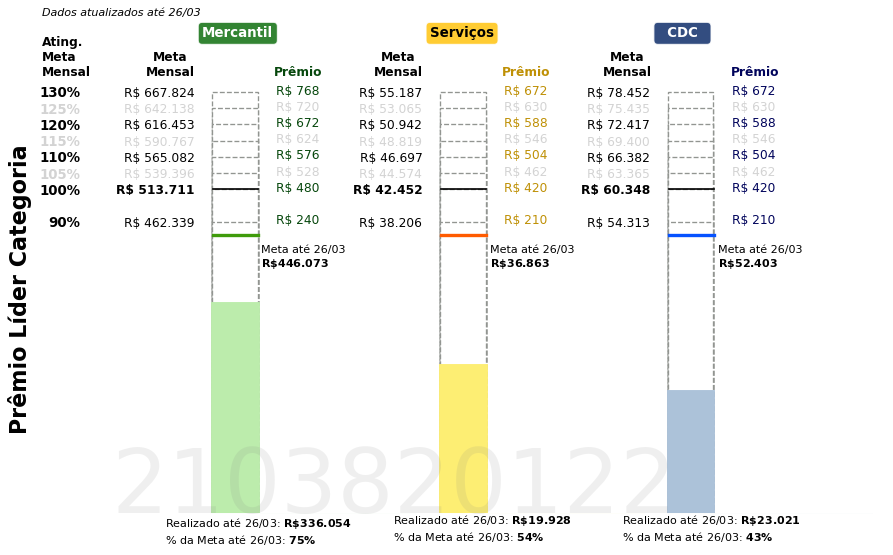 Dados atualizados até 26/03
Mercantil Serviços CDC
Ating.
Meta Meta Meta Meta
Mensal Mensal Prêmio Mensal Prêmio Mensal Prêmio
130% R$ 667.824 R$ 768 R$ 55.187 R$ 672 R$ 78.452 R$ 672
125% R$ 642.138 R$ 720 R$ 53.065 R$ 630 R$ 75.435 R$ 630
120% R$ 616.453 R$ 672 R$ 50.942 R$ 588 R$ 72.417 R$ 588
115% R$ 590.767 R$ 624 R$ 48.819 R$ 546 R$ 69.400 R$ 546
110% R$ 565.082 R$ 576 R$ 46.697 R$ 504 R$ 66.382 R$ 504
105% R$ 539.396 R$ 528 R$ 44.574 R$ 462 R$ 63.365 R$ 462
100% R$ 513.711 R$ 480 R$ 42.452 R$ 420 R$ 60.348 R$ 420
90% R$ 462.339 R$ 240 R$ 38.206 R$ 210 R$ 54.313 R$ 210
Meta até 26/03 Meta até 26/03 Meta até 26/03
R$446.073 R$36.863 R$52.403
Prêmio Líder Categoria
2103820122
Realizado até 26/03: R$336.054 Realizado até 26/03: R$19.928 Realizado até 26/03: R$23.021
% da Meta até 26/03: 75% % da Meta até 26/03: 54% % da Meta até 26/03: 43%